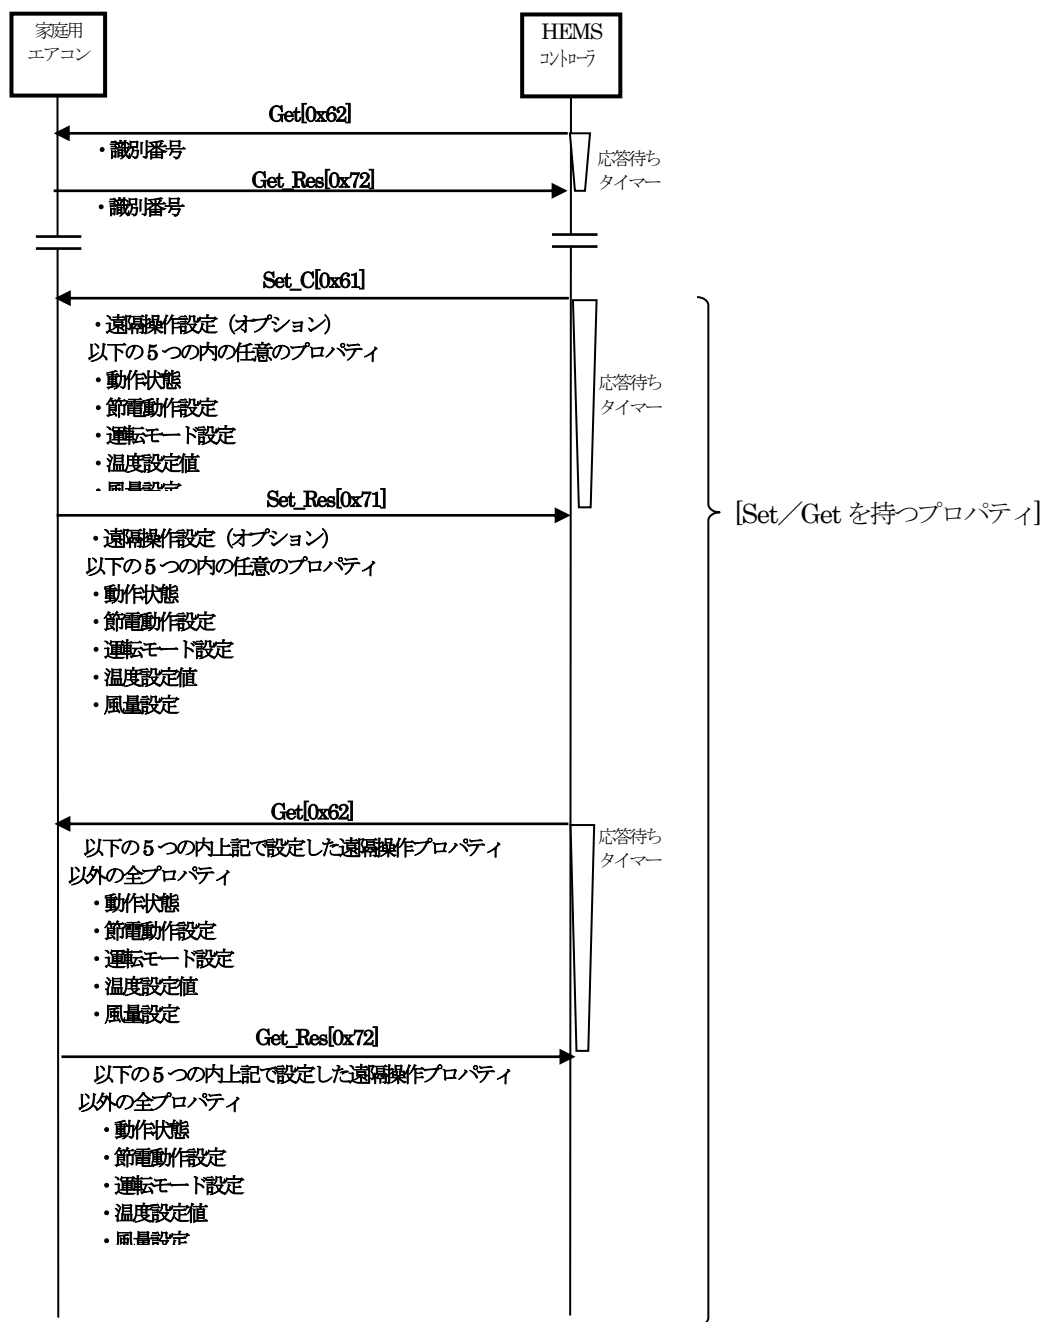 家庭用
エアコン
HEMS
コントローラ
Get[0x62]
・識別番号
応答待ち
タイマー
Get_Res[0x72]
・識別番号
Set_C[0x61]
・遠隔操作設定（オプション）
以下の5つの内の任意のプロパティ
・動作状態
・節電動作設定
・運転モード設定
・温度設定値
・風量設定
応答待ち
タイマー
Set_Res[0x71]
[Set／Get を持つプロパティ]
・遠隔操作設定（オプション）
以下の5つの内の任意のプロパティ
・動作状態
・節電動作設定
・運転モード設定
・温度設定値
・風量設定
Get[0x62]
応答待ち
タイマー
以下の5つの内上記で設定した遠隔操作プロパティ
以外の全プロパティ
・動作状態
・節電動作設定
・運転モード設定
・温度設定値
・風量設定
Get_Res[0x72]
以下の5つの内上記で設定した遠隔操作プロパティ
以外の全プロパティ
・動作状態
・節電動作設定
・運転モード設定
・温度設定値
・風量設定